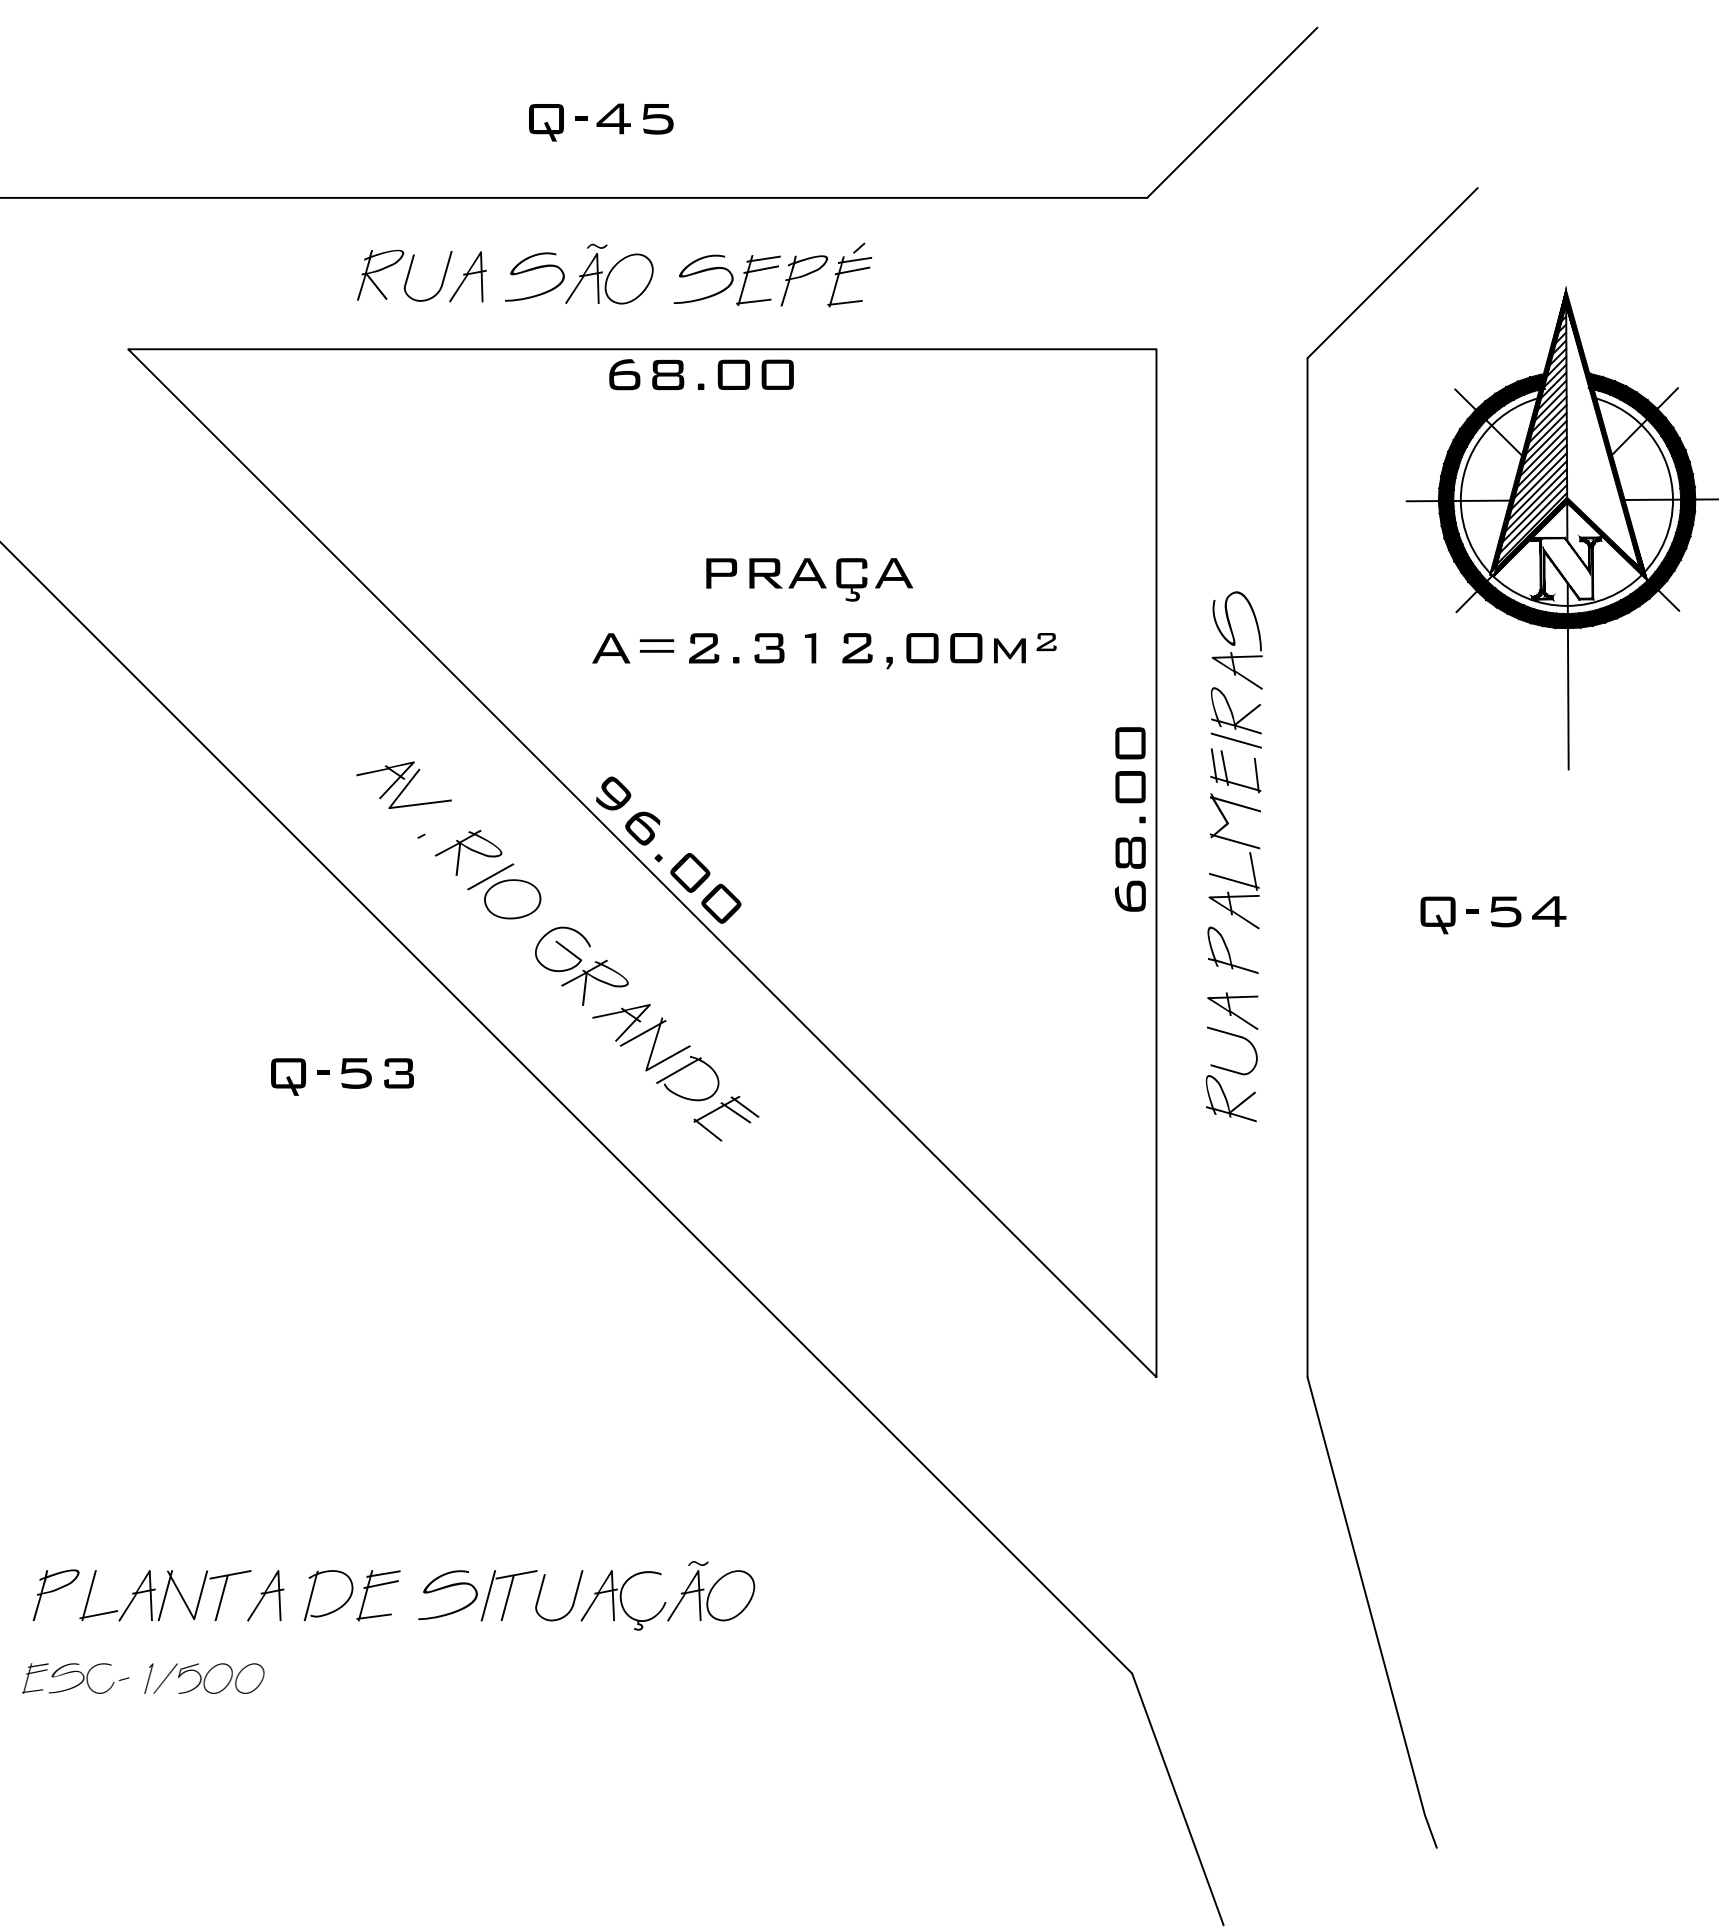 Q-45
RUA SÃO SEPÉ
68.00
N
PRAÇA
A=2.312,00M²
68.00
RUA PALMEIRAS
96.00
AV. RIO GRANDE
Q-54
Q-53
PLANTA DE SITUAÇÃO
ESC- 1/500